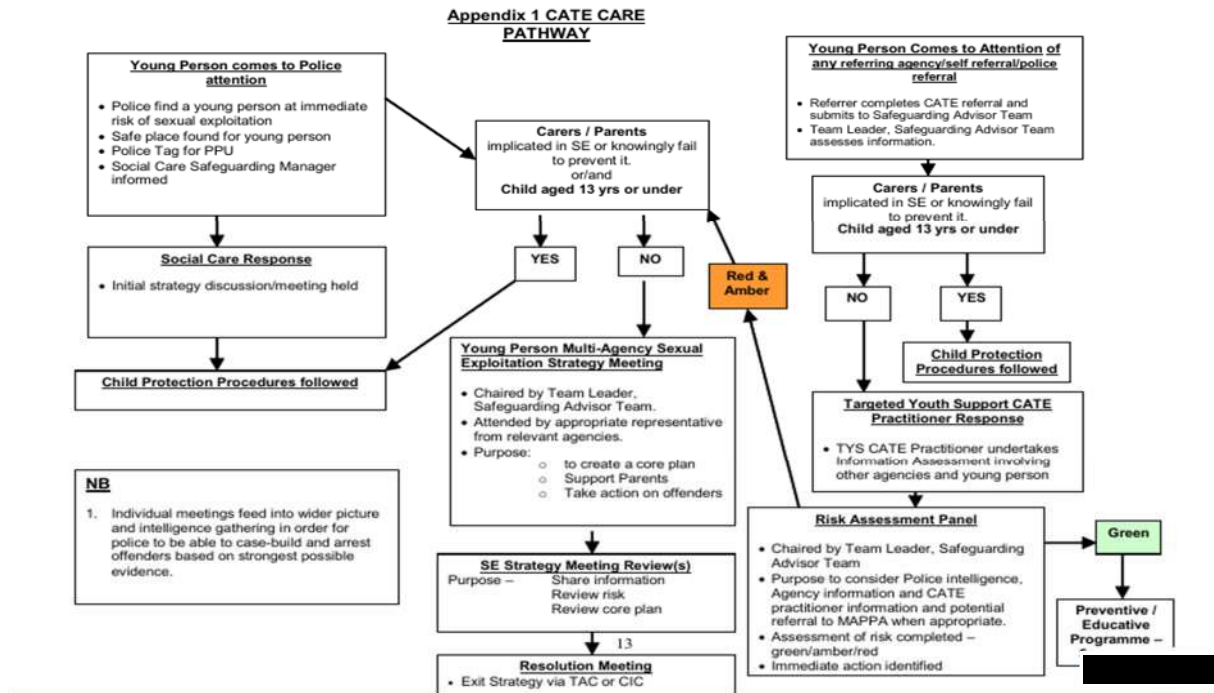 Appendix 1 CATE CARE
PATHWAY
Young Person comes to Police
attention
• Police find a young person at immediate
risk of sexual exploitation
• Safe place found for young person
• Police Tag for PPU
• Social Care Safeguarding Manager
informed
Social Care Response
• Initial strategy discussion/meeting held
Child Protection Procedures followed
NB
1. Individual meetings feed into wider picture
and intelligence gathering in order for
police to be able to case-build and arrest
offenders based on strongest possible
evidence.
Carers / Parents
implicated in SE or knowingly fail
to prevent it.
or/and
Child aged 13 yrs or under
YES
NO
Red &
Amber
Young Person Multi-Agency Sexual
Exploitation Strategy Meeting
• Chaired by Team Leader,
Safeguarding Advisor Team.
• Attended by appropriate representative
from relevant agencies.
• Purpose:
o to create a core plan
o Support Parents
o Take action on offenders
SE Strategy Meeting Review(s)
Purpose – Share information
Review risk
Review core plan
13
Resolution Meeting
• Exit Strategy via TAC or CIC
Young Person Comes to Attention of
any referring agency/self referral/police
referral
• Referrer completes CATE referral and
submits to Safeguarding Advisor Team
• Team Leader, Safeguarding Advisor Team
assesses information.
Carers / Parents
implicated in SE or knowingly fail
to prevent it.
Child aged 13 yrs or under
NO
YES
Child Protection
Procedures followed
Targeted Youth Support CATE
Practitioner Response
• TYS CATE Practitioner undertakes
Information Assessment involving
other agencies and young person
Risk Assessment Panel
• Chaired by Team Leader, Safeguarding
Advisor Team
• Purpose to consider Police intelligence,
Agency information and CATE
practitioner information and potential
referral to MAPPA when appropriate.
• Assessment of risk completed –
green/amber/red
• Immediate action identified
Green
Preventive /
Educative
Programme –